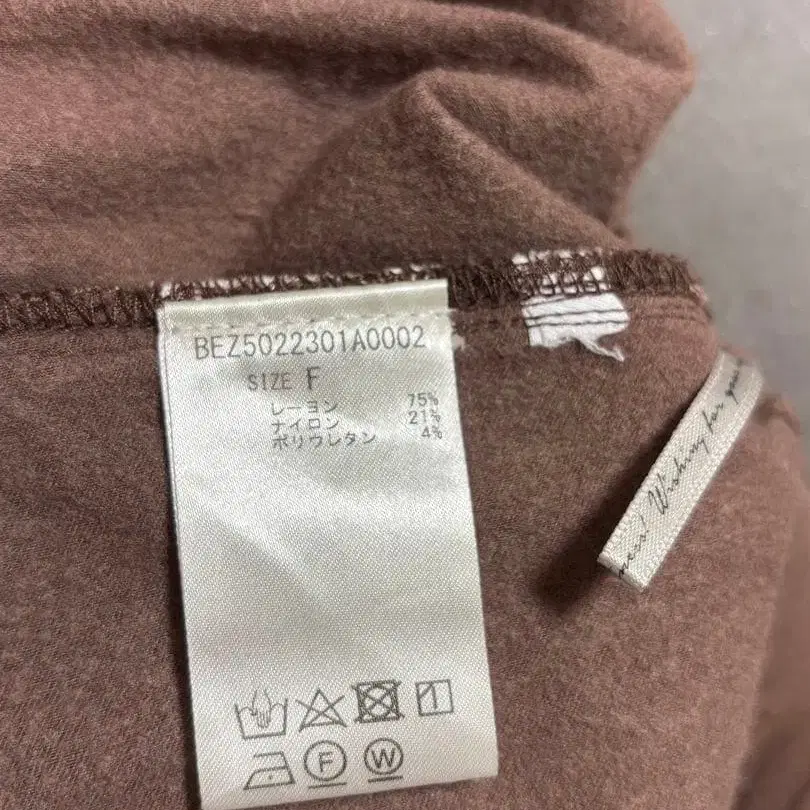 BEZ5022301A0002
SIZE F
レーヨン 75%
ナイロン 21%
ポリウレタン 4%
F W
Wishing for your